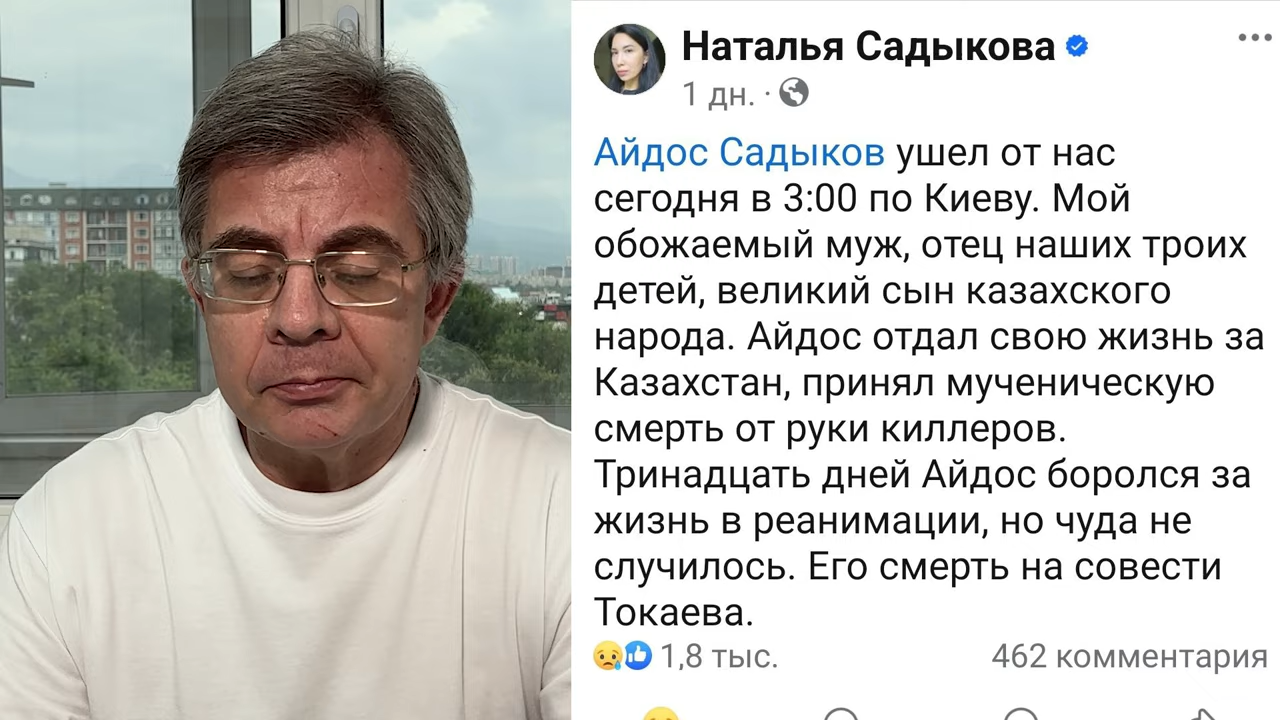 Наталья Садыкова
1 дн. ·
Айдос Садыков ушел от нас
сегодня в 3:00 по Киеву. Мой
обожаемый муж, отец наших троих
детей, великий сын казахского
народа. Айдос отдал свою жизнь за
Казахстан, принял мученическую
смерть от руки киллеров.
Тринадцать дней Айдос боролся за
жизнь в реанимации, но чуда не
случилось. Его смерть на совести
Токаева.
1,8 тыс. 462 комментария